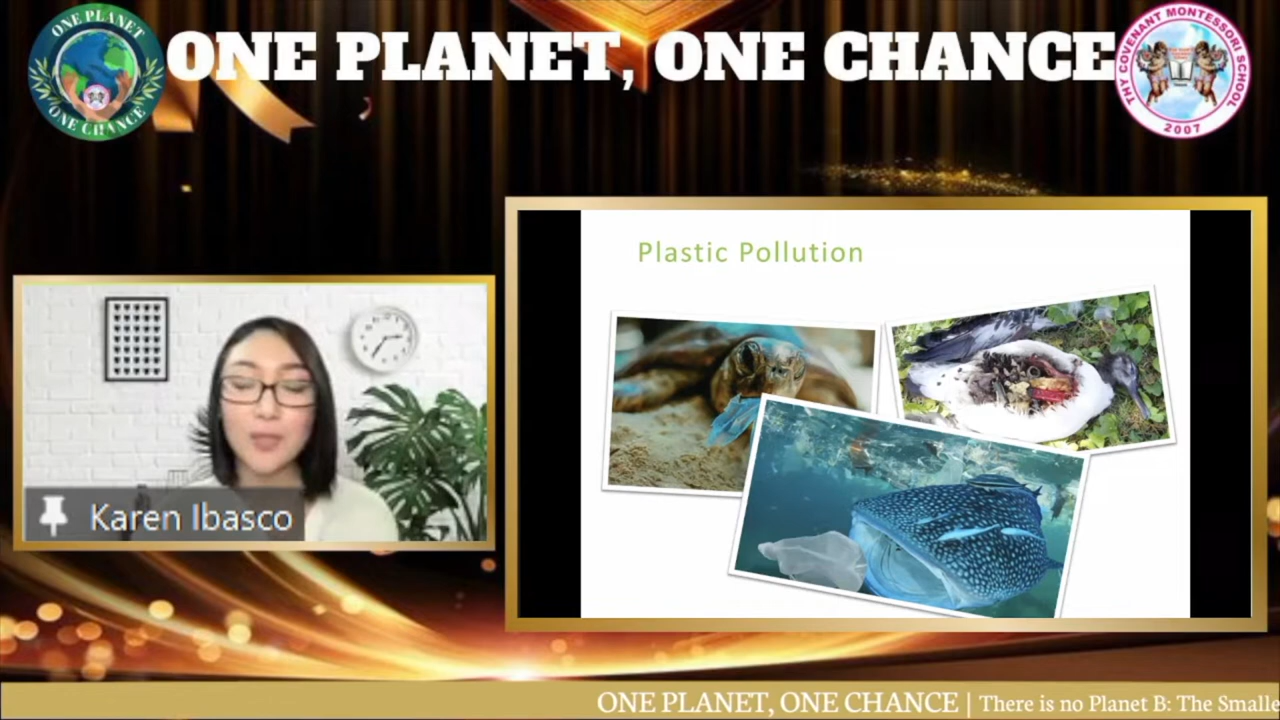 ONE PLANET
ONE CHANCE
ONE PLANET, ONE CHANCE
THY COVENANT MONTESSORI SCHOOL
2007
Plastic Pollution
Karen Ibasco
ONE PLANET, ONE CHANCE | There is no Planet B: The Smalle